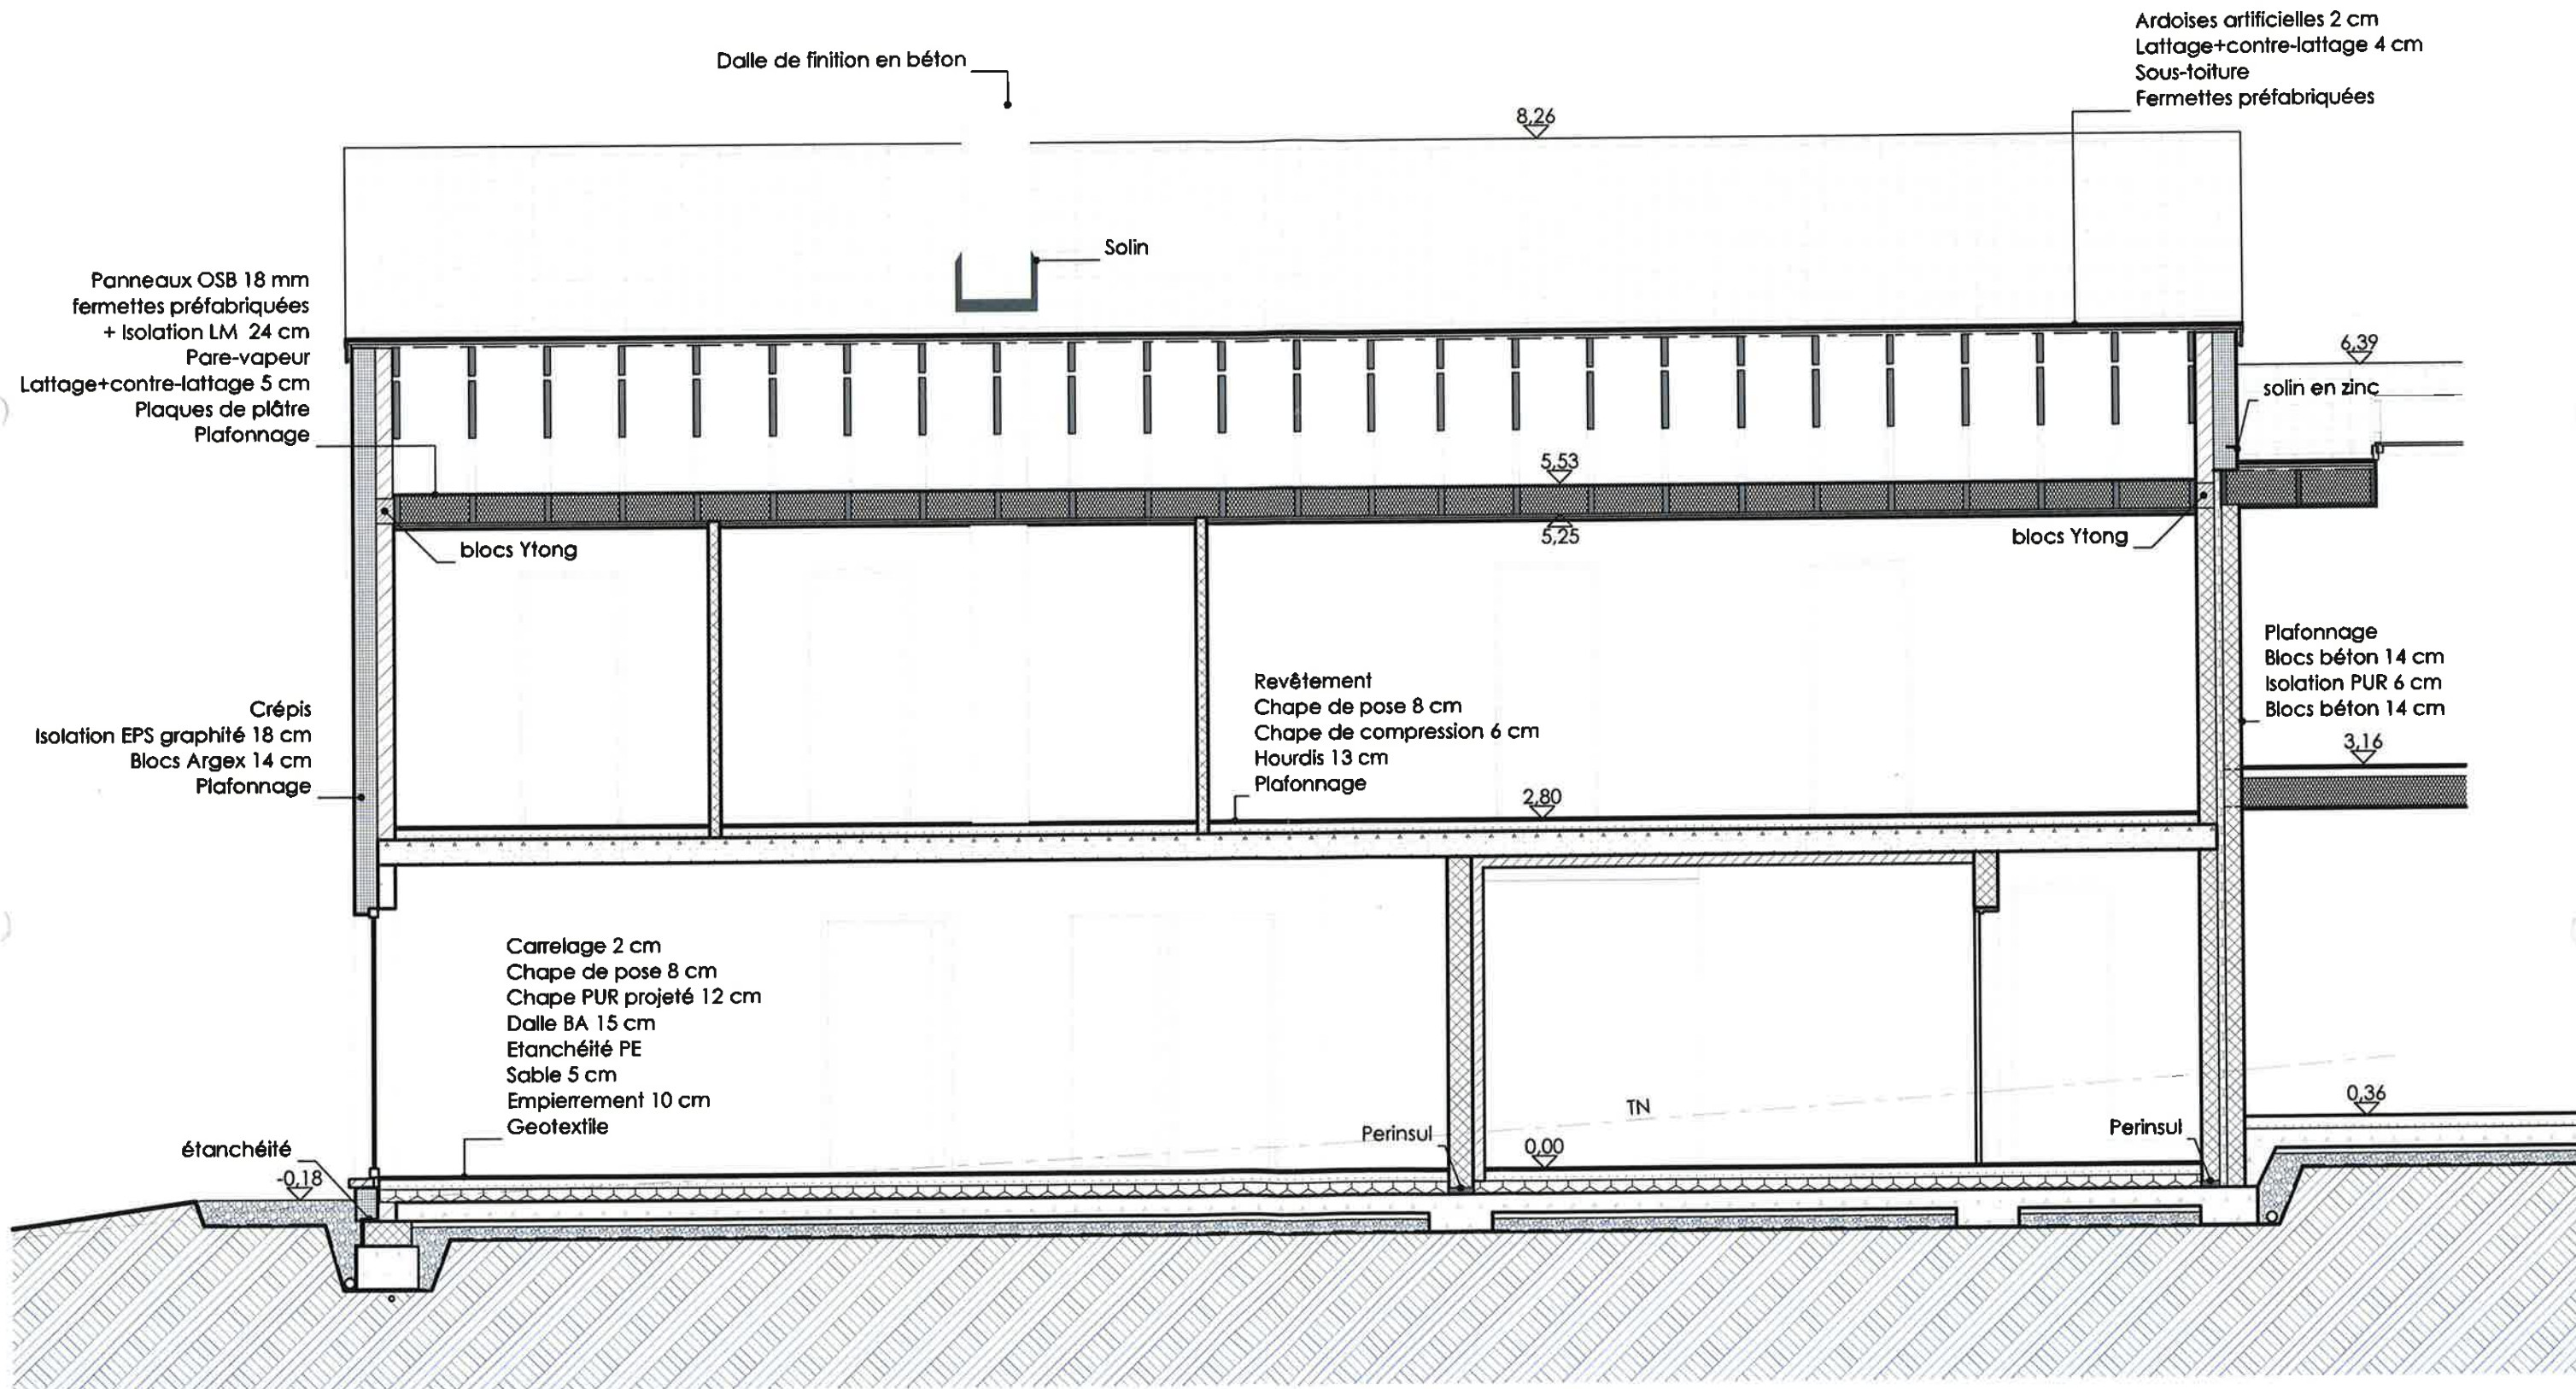 Ardoises artificielles 2 cm
Lattage+contre-lattage 4 cm
Sous-toiture
Fermettes préfabriquées
Dalle de finition en béton
8,26
Solin
Panneaux OSB 18 mm
fermettes préfabriquées
+ Isolation LM 24 cm
Pare-vapeur
Lattage+contre-lattage 5 cm
Plaques de plâtre
Plafonnage
6,39
solin en zinc
5,53
5,25
blocs Ytong
blocs Ytong
Plafonnage
Blocs béton 14 cm
Isolation PUR 6 cm
Blocs béton 14 cm
Revêtement
Chape de pose 8 cm
Chape de compression 6 cm
Hourdis 13 cm
Plafonnage
Crépis
Isolation EPS graphité 18 cm
Blocs Argex 14 cm
Plafonnage
3,16
2,80
Carrelage 2 cm
Chape de pose 8 cm
Chape PUR projeté 12 cm
Dalle BA 15 cm
Etanchéité PE
Sable 5 cm
Empierrement 10 cm
Geotextile
TN
0,36
Perinsul
Perinsul
étanchéité
0,00
-0,18